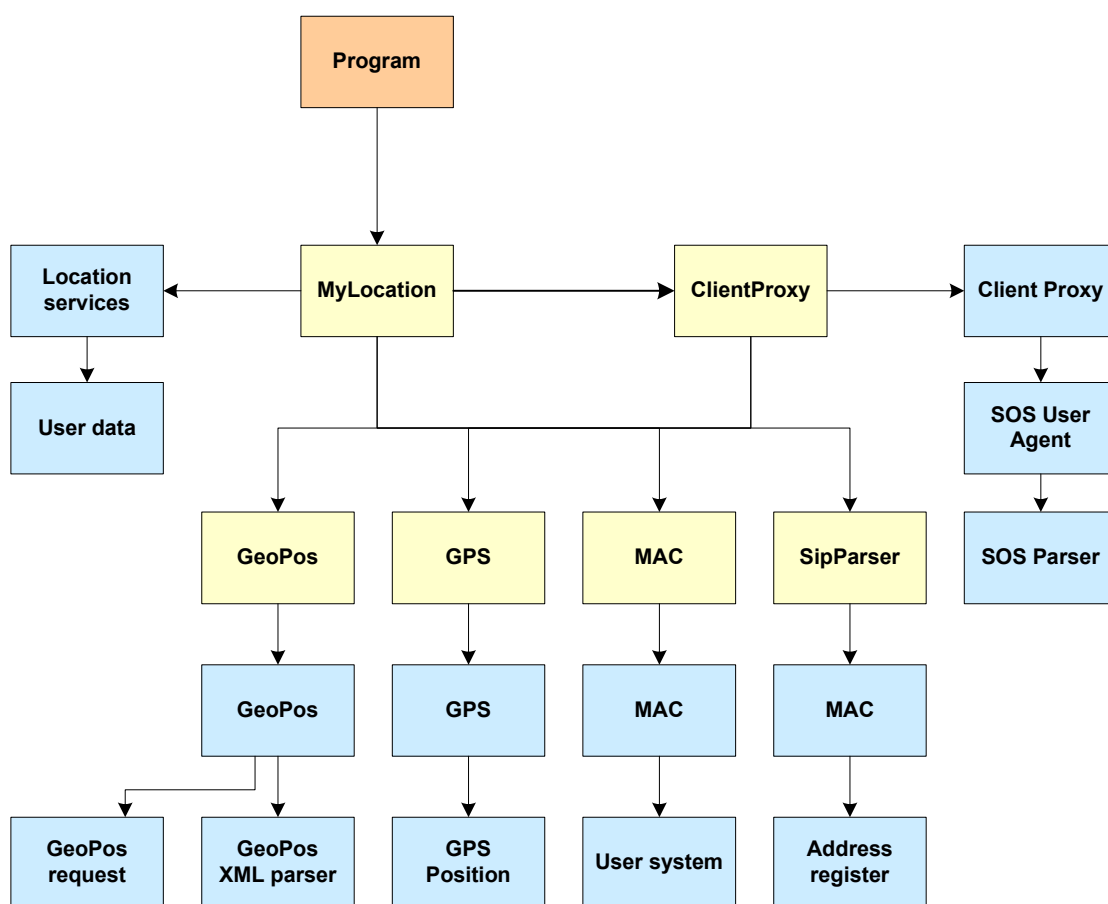 Program
Location
services
MyLocation
ClientProxy
Client Proxy
User data
SOS User
Agent
GeoPos
GPS
MAC
SipParser
SOS Parser
GeoPos
GPS
MAC
MAC
GeoPos
request
GeoPos
XML parser
GPS
Position
User system
Address
register